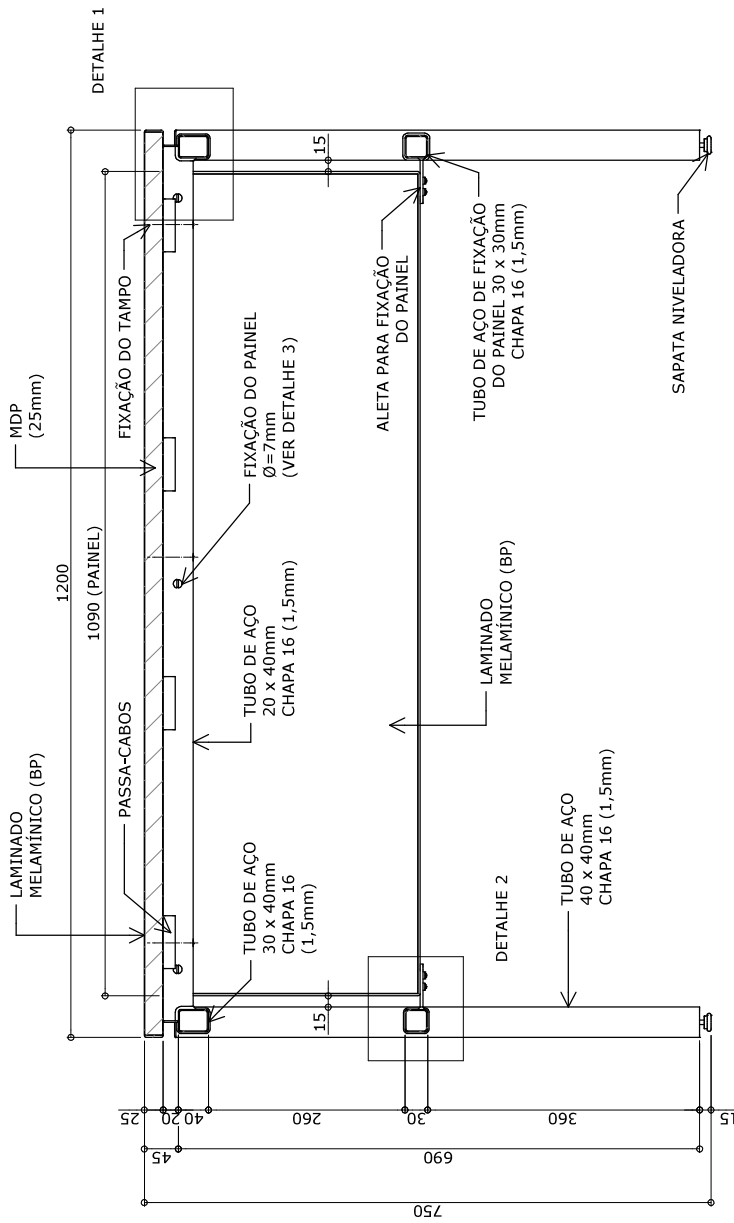 DETALHE 1
1200
1090 (PAINEL)
LAMINADO
MELAMÍNICO (BP)
PASSA-CABOS
MDP
(25mm)
FIXAÇÃO DO TAMPO
TUBO DE AÇO
30 x 40mm
CHAPA 16
(1,5mm)
TUBO DE AÇO
20 x 40mm
CHAPA 16 (1,5mm)
FIXAÇÃO DO PAINEL
Ø=7mm
(VER DETALHE 3)
15
15
ALETA PARA FIXAÇÃO
DO PAINEL
LAMINADO
MELAMÍNICO (BP)
TUBO DE AÇO DE FIXAÇÃO
DO PAINEL 30 x 30mm
CHAPA 16 (1,5mm)
DETALHE 2
TUBO DE AÇO
40 x 40mm
CHAPA 16 (1,5mm)
SAPATA NIVELADORA
25
20
40
260
30
360
15
45
690
750